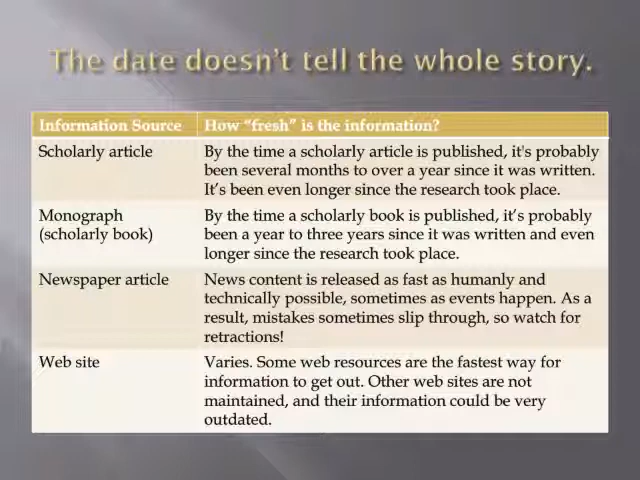 The date doesn't tell the whole story.
Information Source
How “fresh” is the information?
Scholarly article
By the time a scholarly article is published, it's probably
been several months to over a year since it was written.
It’s been even longer since the research took place.
Monograph
(scholarly book)
By the time a scholarly book is published, it’s probably
been a year to three years since it was written and even
longer since the research took place.
Newspaper article
News content is released as fast as humanly and
technically possible, sometimes as events happen. As a
result, mistakes sometimes slip through, so watch for
retractions!
Web site
Varies. Some web resources are the fastest way for
information to get out. Other web sites are not
maintained, and their information could be very
outdated.